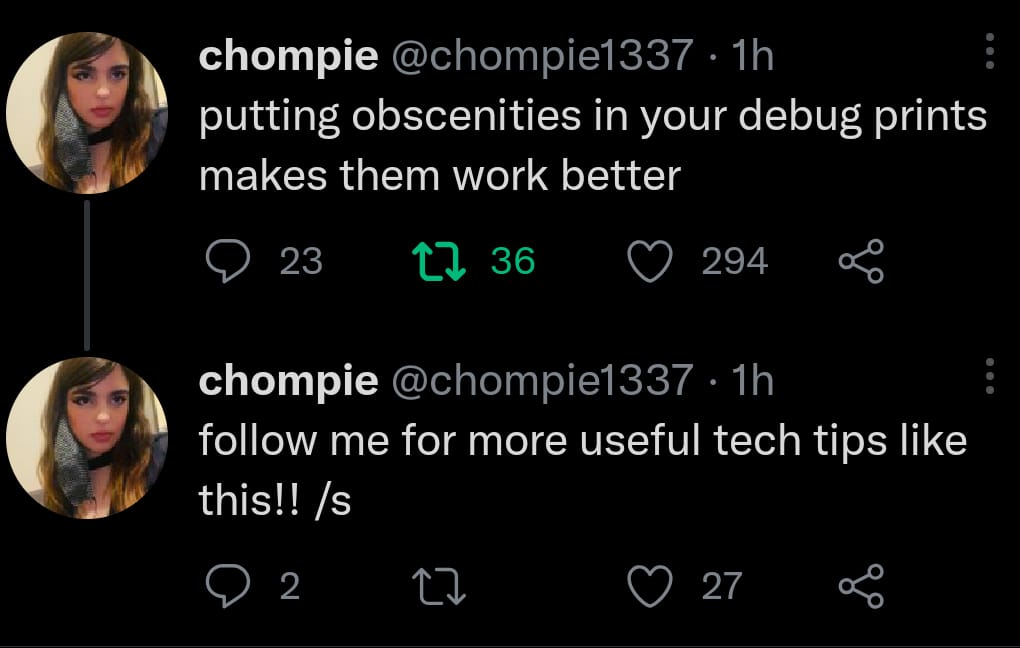 chompie @chompie1337 · 1h
putting obscenities in your debug prints
makes them work better
23 36 294
chompie @chompie1337 · 1h
follow me for more useful tech tips like
this!! /s
2 27